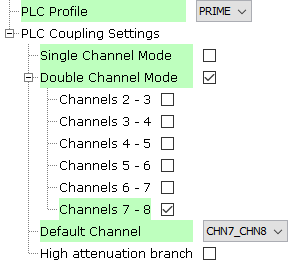 PLC Profile PRIME
PLC Coupling Settings
Single Channel Mode
Double Channel Mode
Channels 2 - 3
Channels 3 - 4
Channels 4 - 5
Channels 5 - 6
Channels 6 - 7
Channels 7 - 8
Default Channel CHN7_CHN8
High attenuation branch